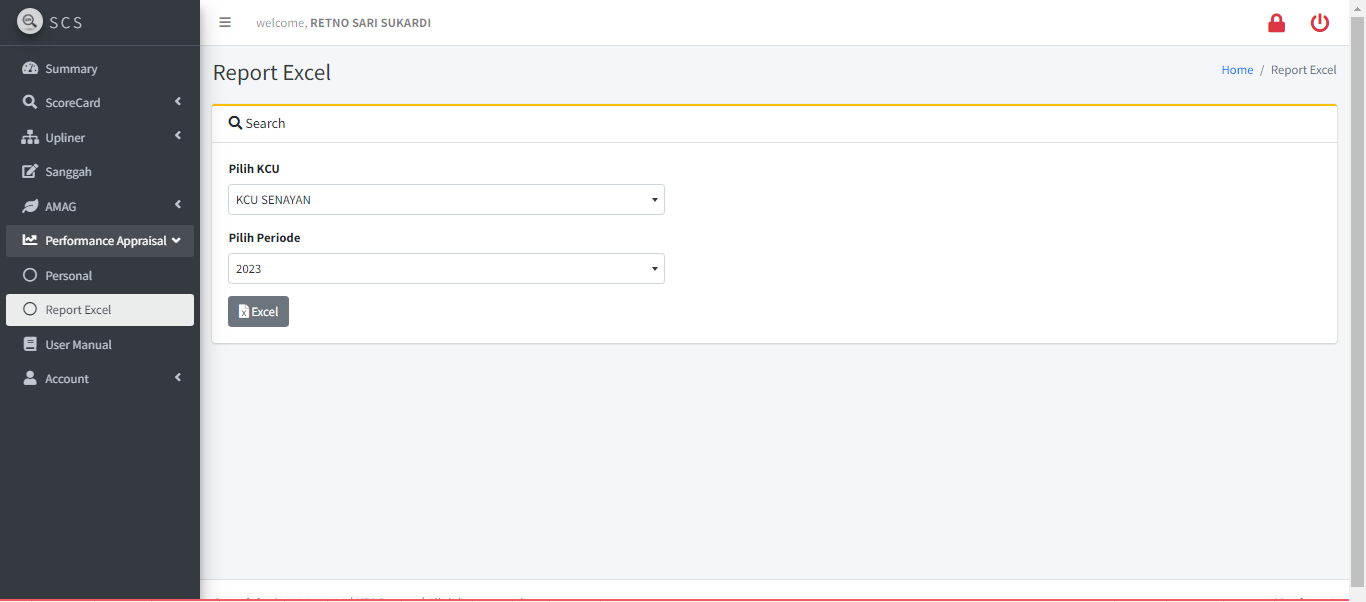 SCS
welcome, RETNO SARI SUKARDI
Summary
ScoreCard
Upliner
Sanggah
AMAG
Performance Appraisal
Personal
Report Excel
User Manual
Account
Report Excel
Home / Report Excel
Search
Pilih KCU
KCU SENAYAN
Pilih Periode
2023
Excel